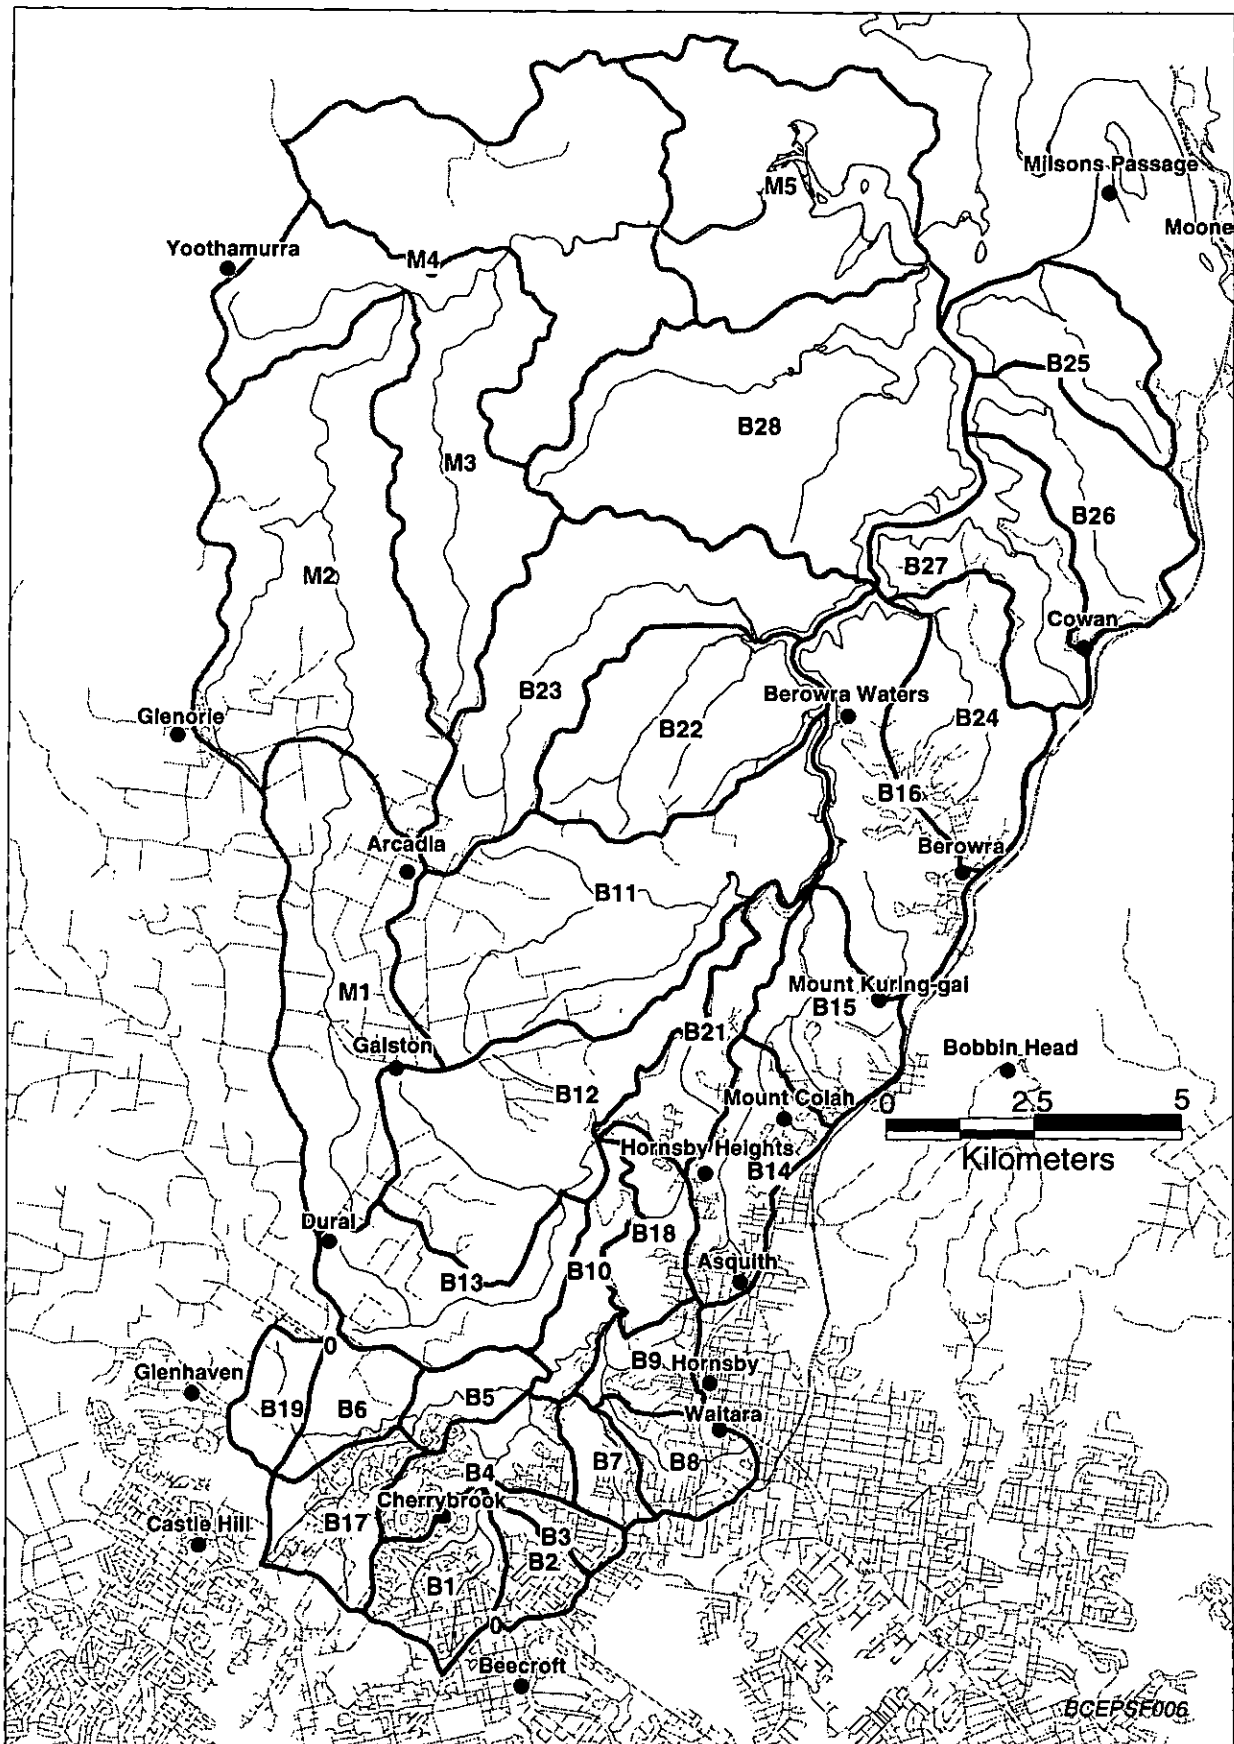 Milsons Passage
M5
Moone
Yoothamurra
M4
B25
B28
M3
B26
M2
B27
Cowan
B23
Berowra Waters
Glenorie
B22
B24
B16
Arcadia
Berowra
B11
M1
Mount Kuring-gai
B15
B21
Galston
Bobbin Head
B12
Mount Colah
0 2.5 5
Kilometers
Hornsby Heights
B14
Dural
B18
B10
Asquith
B13
0
Glenhaven
B9 Hornsby
B5
B19
B6
Waitara
B4
B7
B8
Cherrybrook
Castle Hill
B17
B3
B2
B1
0
Beecroft
BCEPSF006